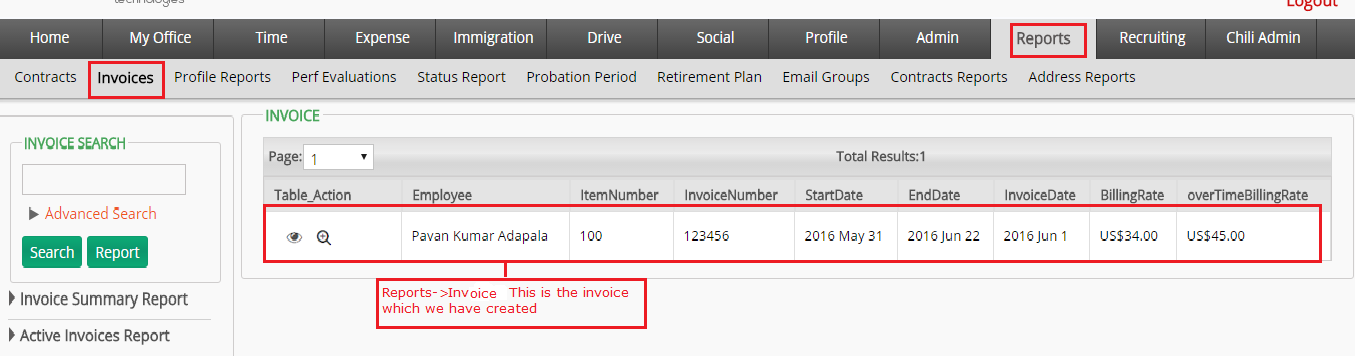 technologies
Logout
Home My Office Time Expense Immigration Drive Social Profile Admin Reports Recruiting Chili Admin
Contracts Invoices Profile Reports Perf Evaluations Status Report Probation Period Retirement Plan Email Groups Contracts Reports Address Reports
INVOICE SEARCH
Advanced Search
Search Report
Invoice Summary Report
Active Invoices Report
INVOICE
Page: 1 Total Results:1
Table_Action Employee ItemNumber InvoiceNumber StartDate EndDate InvoiceDate BillingRate overTimeBillingRate
Pavan Kumar Adapala 100 123456 2016 May 31 2016 Jun 22 2016 Jun 1 US$34.00 US$45.00
Reports->Invoice This is the invoice
which we have created